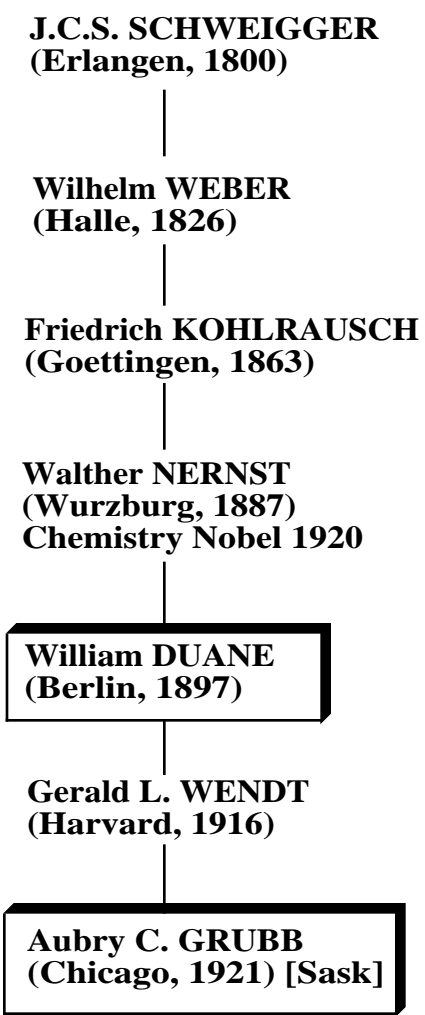 J.C.S. SCHWEIGGER
(Erlangen, 1800)
Wilhelm WEBER
(Halle, 1826)
Friedrich KOHLRAUSCH
(Goettingen, 1863)
Walther NERNST
(Wurzburg, 1887)
Chemistry Nobel 1920
William DUANE
(Berlin, 1897)
Gerald L. WENDT
(Harvard, 1916)
Aubry C. GRUBB
(Chicago, 1921) [Sask]